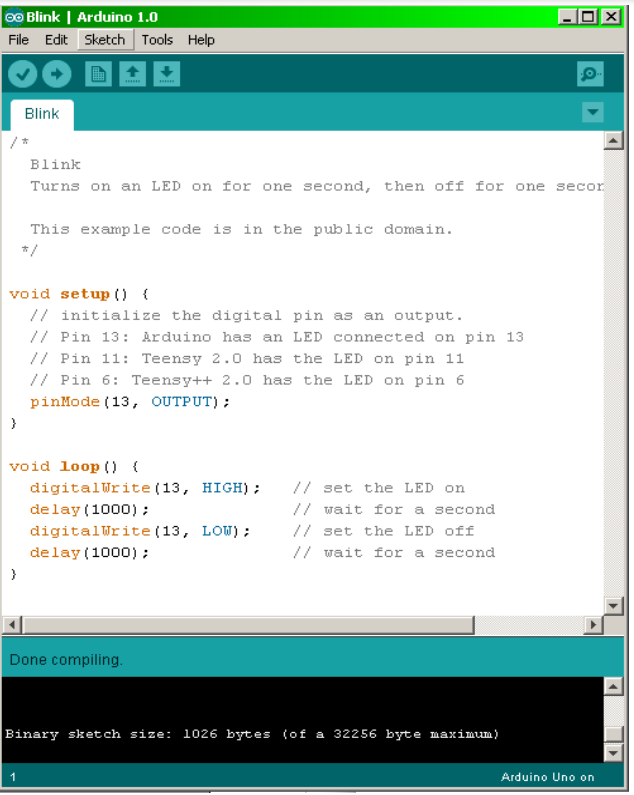 Blink | Arduino 1.0
File Edit Sketch Tools Help
Blink
/*
  Blink
  Turns on an LED on for one second, then off for one secor

  This example code is in the public domain.
 */

void setup() {
  // initialize the digital pin as an output.
  // Pin 13: Arduino has an LED connected on pin 13
  // Pin 11: Teensy 2.0 has the LED on pin 11
  // Pin 6: Teensy++ 2.0 has the LED on pin 6
  pinMode(13, OUTPUT);
}

void loop() {
  digitalWrite(13, HIGH);   // set the LED on
  delay(1000);              // wait for a second
  digitalWrite(13, LOW);    // set the LED off
  delay(1000);              // wait for a second
}
Done compiling.
Binary sketch size: 1026 bytes (of a 32256 byte maximum)
1 Arduino Uno on